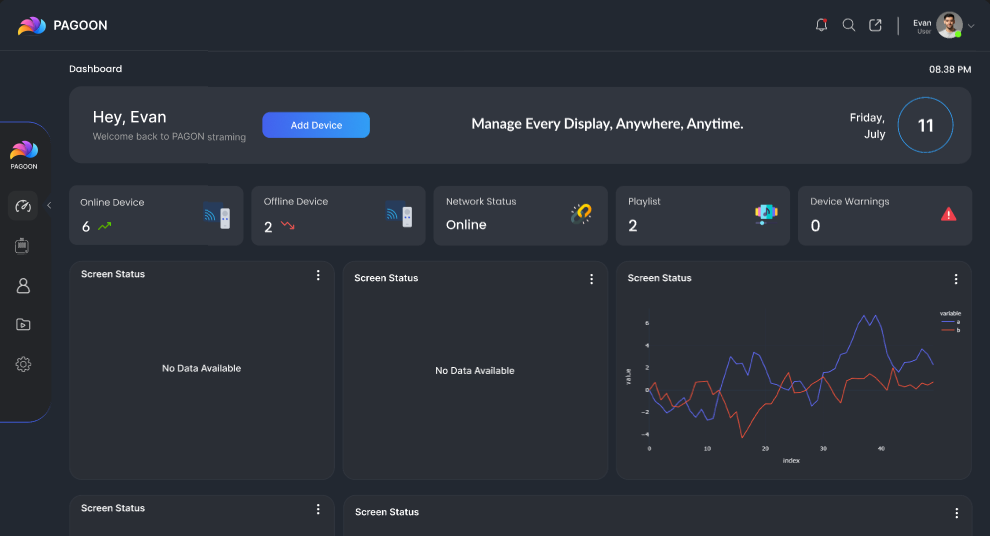 PAGOON
Evan
User
Dashboard
08.38 PM
Hey, Evan
Welcome back to PAGON straming
Add Device
Manage Every Display, Anywhere, Anytime.
Friday,
July
11
PAGOON
Online Device
6
Offline Device
2
Network Status
Online
Playlist
2
Device Warnings
0
Screen Status
No Data Available
Screen Status
No Data Available
Screen Status
variable
a
b
value
6
4
2
0
−2
−4
0
10
20
30
40
index
Screen Status
Screen Status